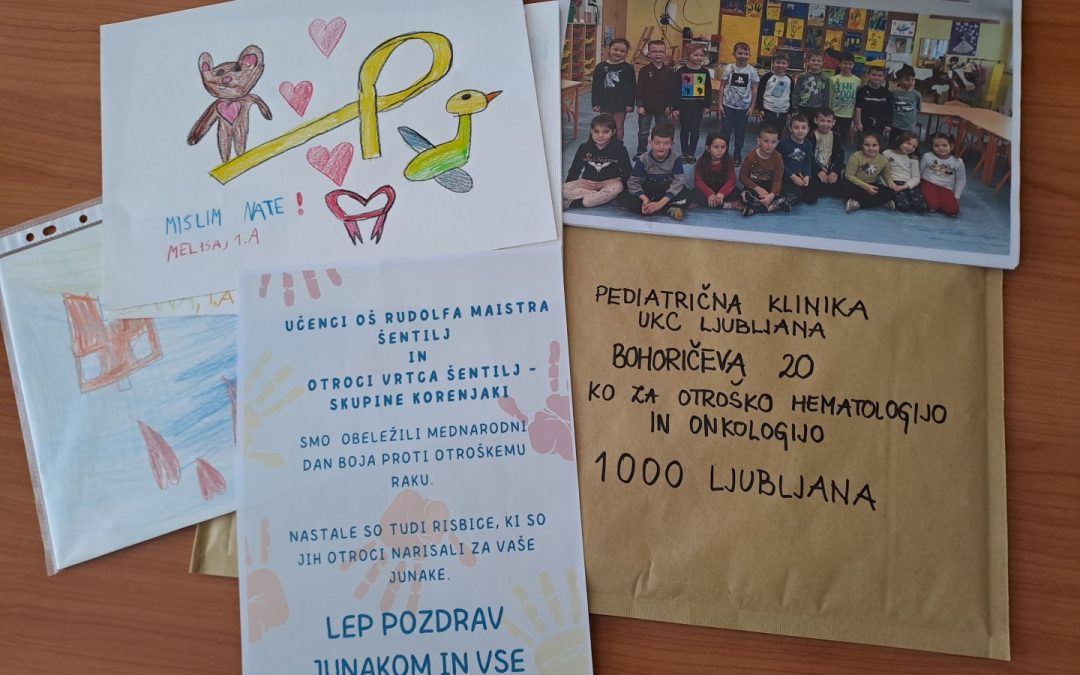 MISLIM NATE!
MELISA, 1.A
UČENCI OŠ RUDOLFA MAISTRA
ŠENTILJ
IN
OTROCI VRTCA ŠENTILJ -
SKUPINE KORENJAKI
SMO OBELEŽILI MEDNARODNI
DAN BOJA PROTI OTROŠKEMU
RAKU.
NASTALE SO TUDI RISBICE, KI SO
JIH OTROCI NARISALI ZA VAŠE
JUNAKE.
LEP POZDRAV
JUNAKOM IN VSE
PEDIATRIČNA KLINIKA
UKC LJUBLJANA
BOHORIČEVA 20
KO ZA OTROŠKO HEMATOLOGIJO
IN ONKOLOGIJO
1000 LJUBLJANA